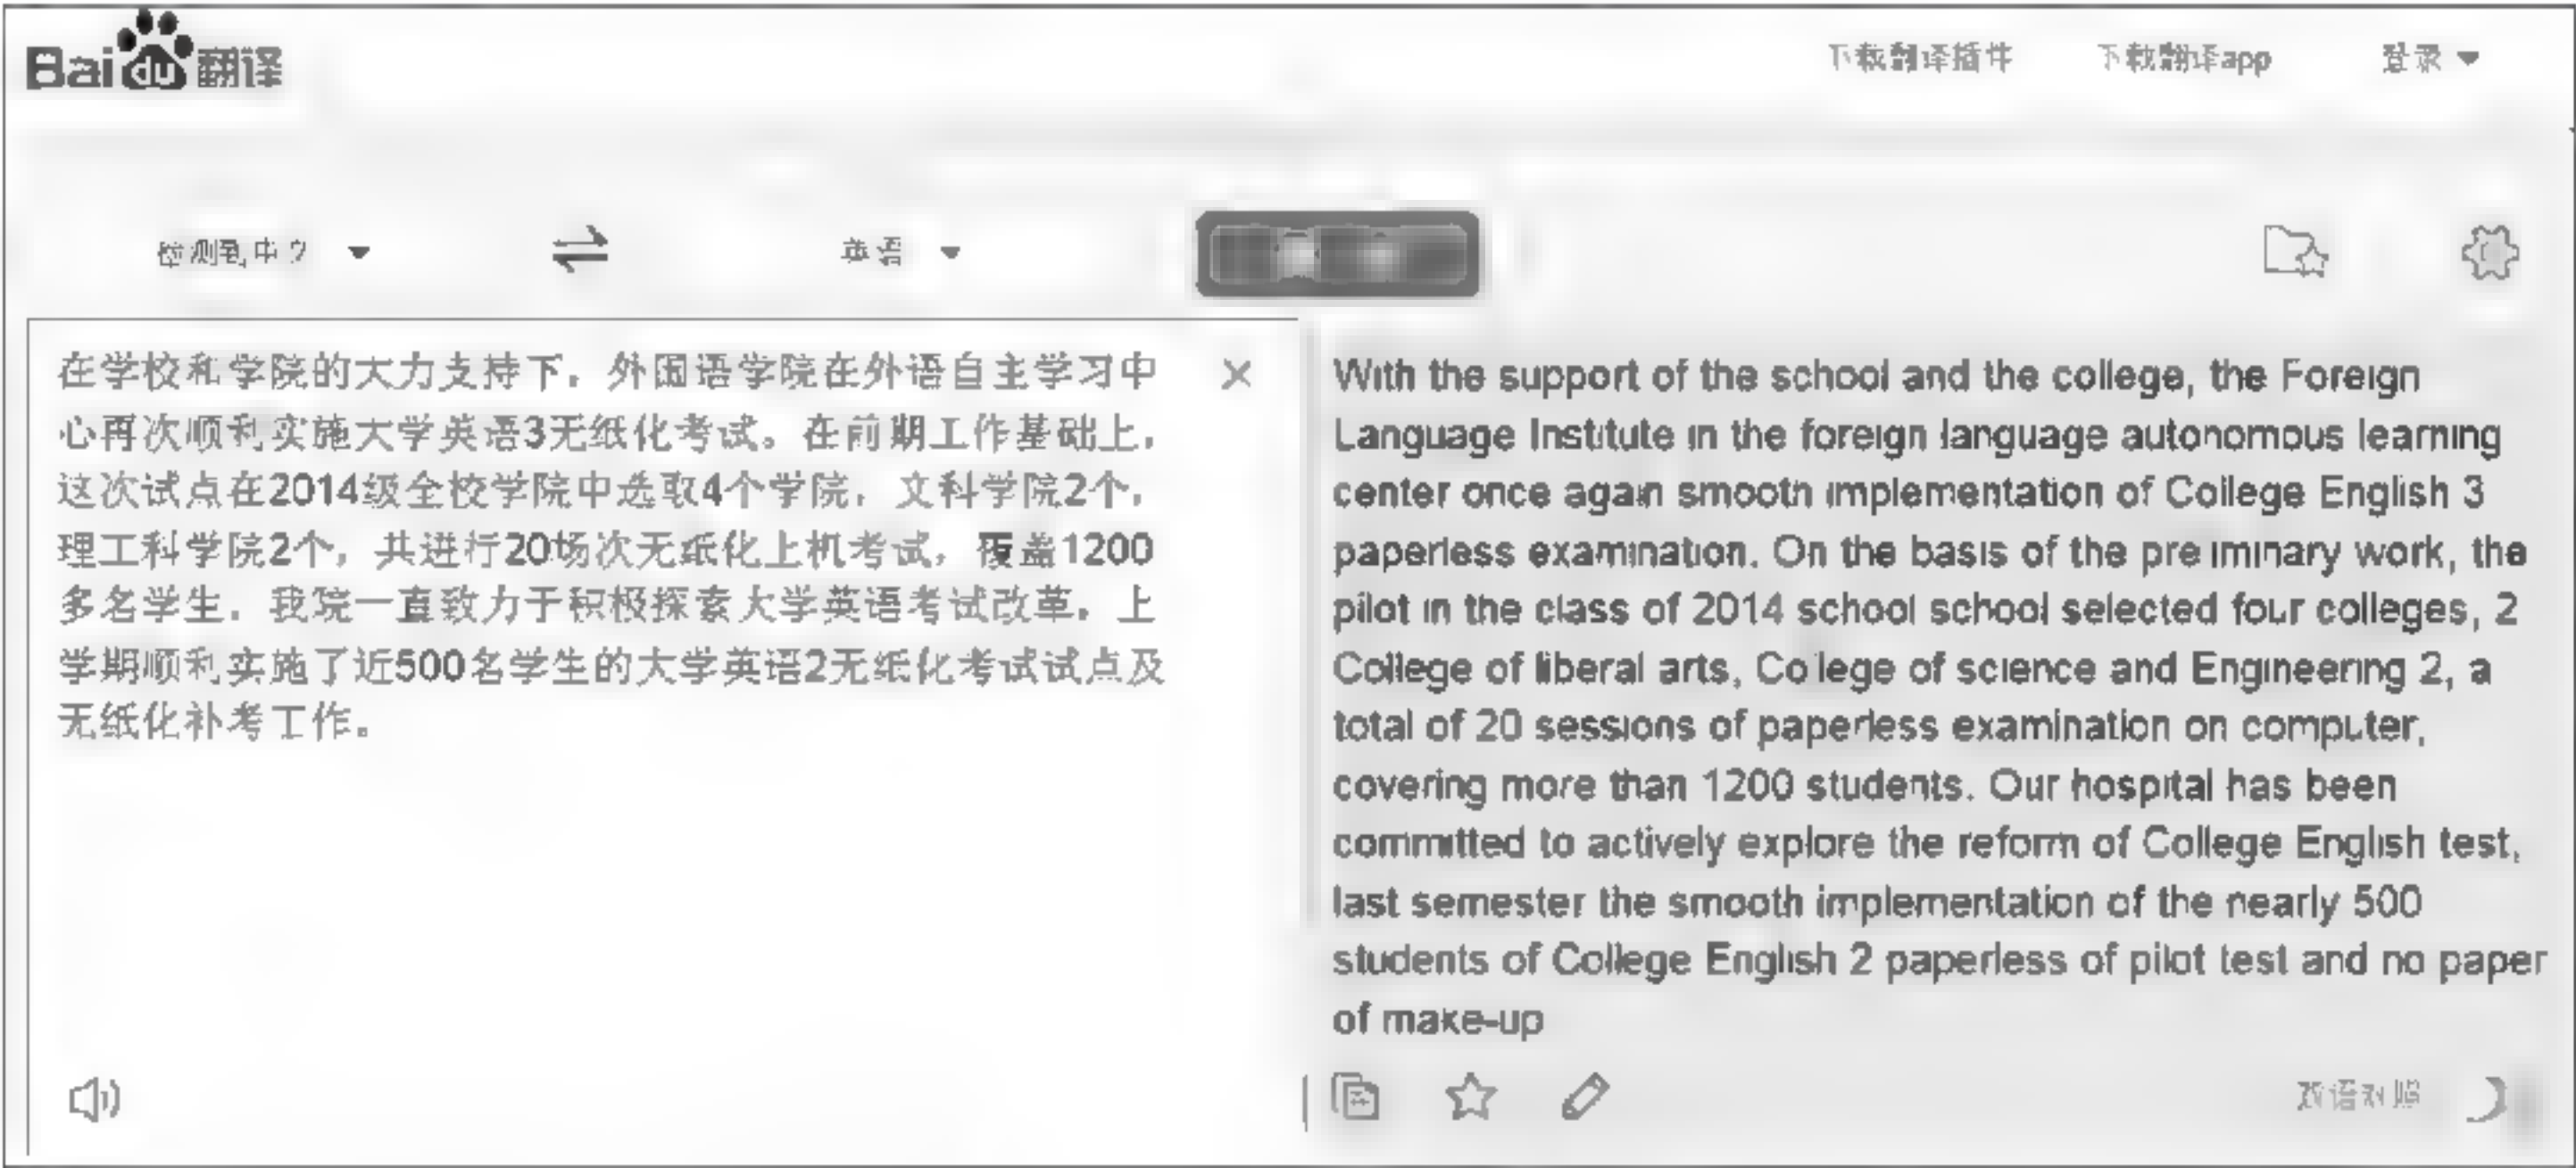 Bai du 翻译
下载翻译插件 下载翻译app 登录
检测到中文 英语
在学校和学院的大力支持下，外国语学院在外语自主学习中
心再次顺利实施大学英语3无纸化考试。在前期工作基础上，
这次试点在2014级全校学院中选取4个学院，文科学院2个，
理工科学院2个，共进行20场次无纸化上机考试，覆盖1200
多名学生。我院一直致力于积极探索大学英语考试改革，上
学期顺利实施了近500名学生的大学英语2无纸化考试试点及
无纸化补考工作。
With the support of the school and the college, the Foreign
Language Institute in the foreign language autonomous learning
center once again smooth implementation of College English 3
paperless examination. On the basis of the preliminary work, the
pilot in the class of 2014 school school selected four colleges, 2
College of liberal arts, College of science and Engineering 2, a
total of 20 sessions of paperless examination on computer,
covering more than 1200 students. Our hospital has been
committed to actively explore the reform of College English test,
last semester the smooth implementation of the nearly 500
students of College English 2 paperless of pilot test and no paper
of make-up
双语对照